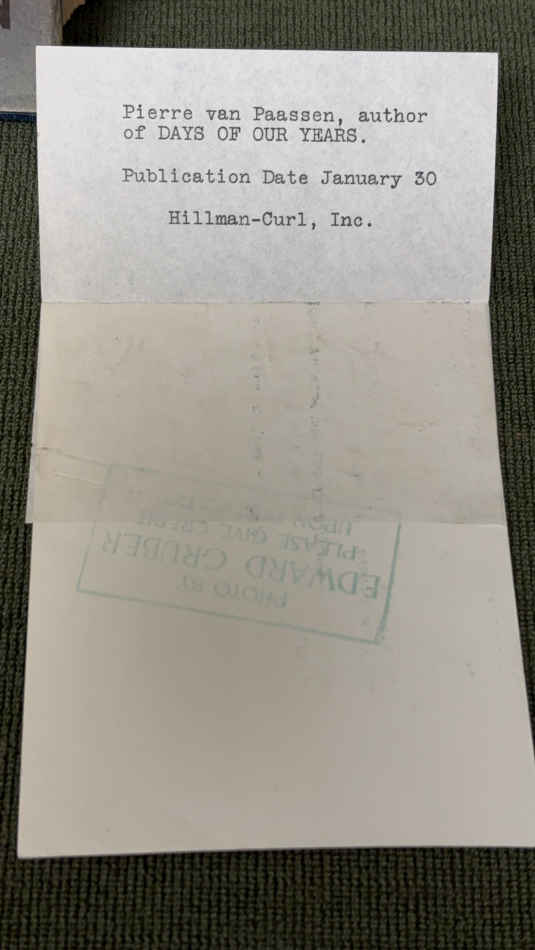 Pierre van Paassen, author
of DAYS OF OUR YEARS.
Publication Date January 30
Hillman-Curl, Inc.
PHOTO BY
EDWARD GRUBER
PLEASE GIVE CREDIT
UPON